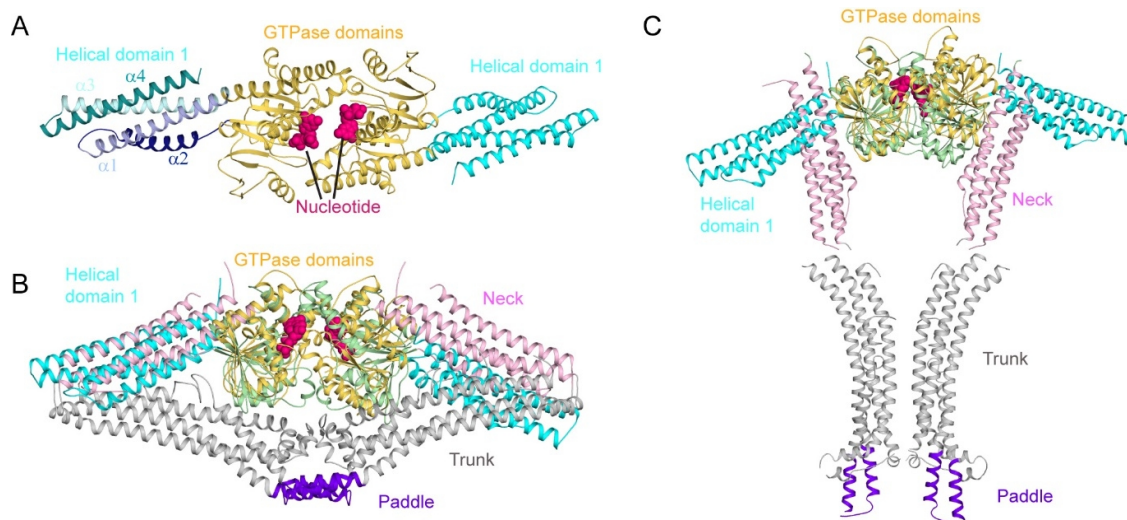 A
GTPase domains
Helical domain 1
α4
α3
α1
α2
Helical domain 1
Nucleotide
B
GTPase domains
Helical
domain 1
Neck
Trunk
Paddle
C
GTPase domains
Helical
domain 1
Neck
Trunk
Paddle